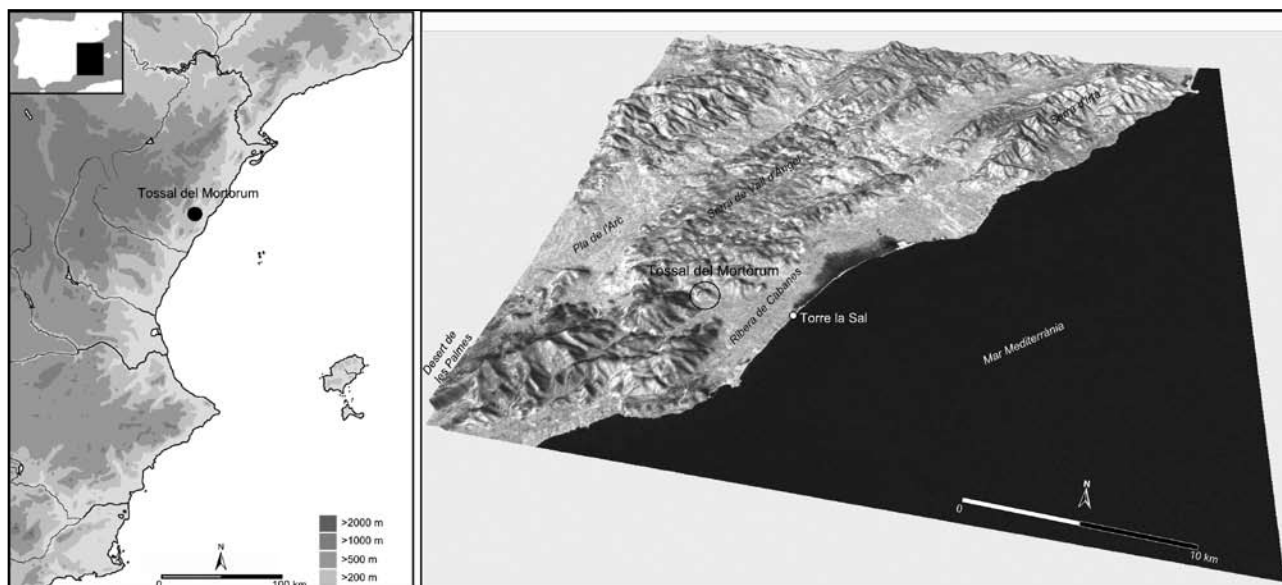 Tossal del Mortòrum
>2000 m
>1000 m
>500 m
>200 m
N
0
100 km
Serra d'Irta
Serra de Vall d'Àngel
Pla de l'Arc
Tossal del Mortòrum
Ribera de Cabanes
Torre la Sal
Desert de
les Palmes
Mar Mediterrània
N
0
10 km